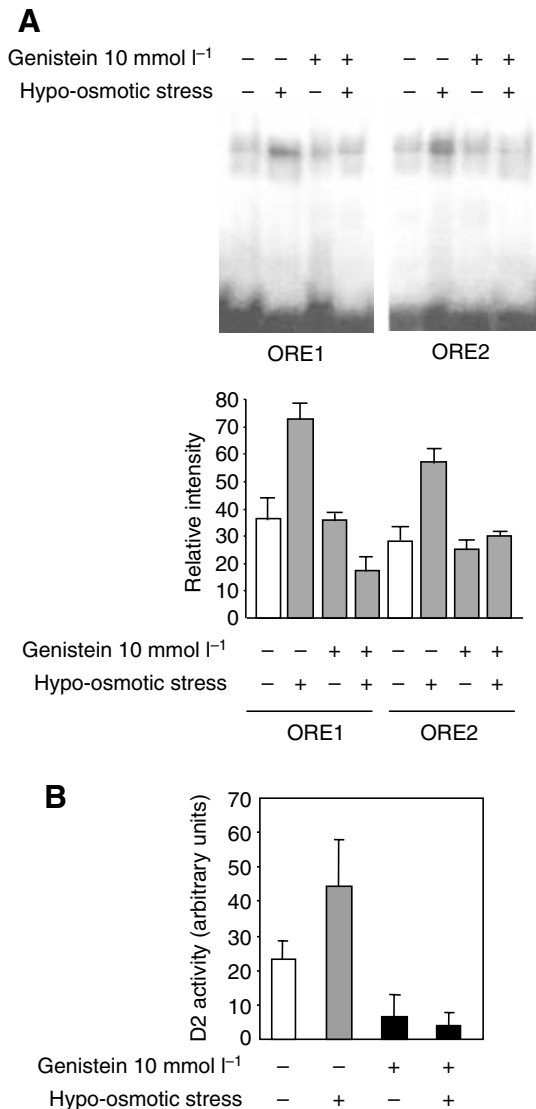 A
Genistein 10 mmol l⁻¹ – – + + – – + +
Hypo-osmotic stress – + – + – + – +
ORE1 ORE2
80
70
60
50
40
30
20
10
0
Relative intensity
Genistein 10 mmol l⁻¹ – – + + – – + +
Hypo-osmotic stress – + – + – + – +
ORE1 ORE2
B
70
60
50
40
30
20
10
0
D2 activity (arbitrary units)
Genistein 10 mmol l⁻¹ – – + +
Hypo-osmotic stress – + – +